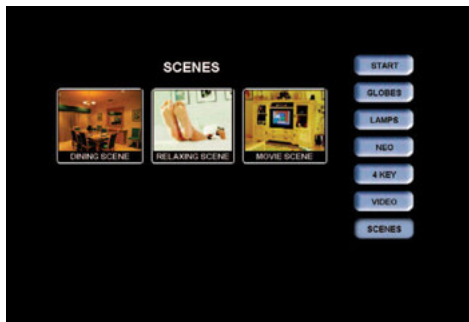 SCENES
DINING SCENE
RELAXING SCENE
MOVIE SCENE
START
GLOBES
LAMPS
NEO
4 KEY
VIDEO
SCENES